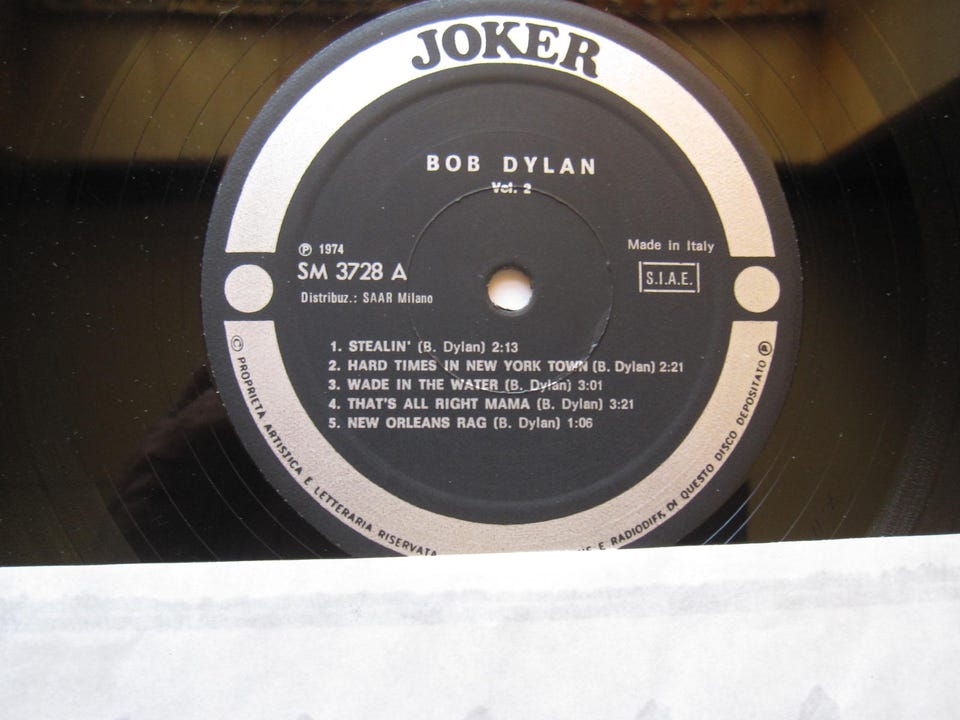 JOKER
BOB DYLAN
Vol. 2
℗ 1974
SM 3728 A
Distribuz.: SAAR Milano
Made in Italy
S.I.A.E.
1. STEALIN' (B. Dylan) 2:13
2. HARD TIMES IN NEW YORK TOWN (B. Dylan) 2:21
3. WADE IN THE WATER (B. Dylan) 3:01
4. THAT'S ALL RIGHT MAMA (B. Dylan) 3:21
5. NEW ORLEANS RAG (B. Dylan) 1:06
© PROPRIETA ARTISTICA E LETTERARIA RISERVATA
E RADIODIFF. DI QUESTO DISCO DEPOSITATO ℗